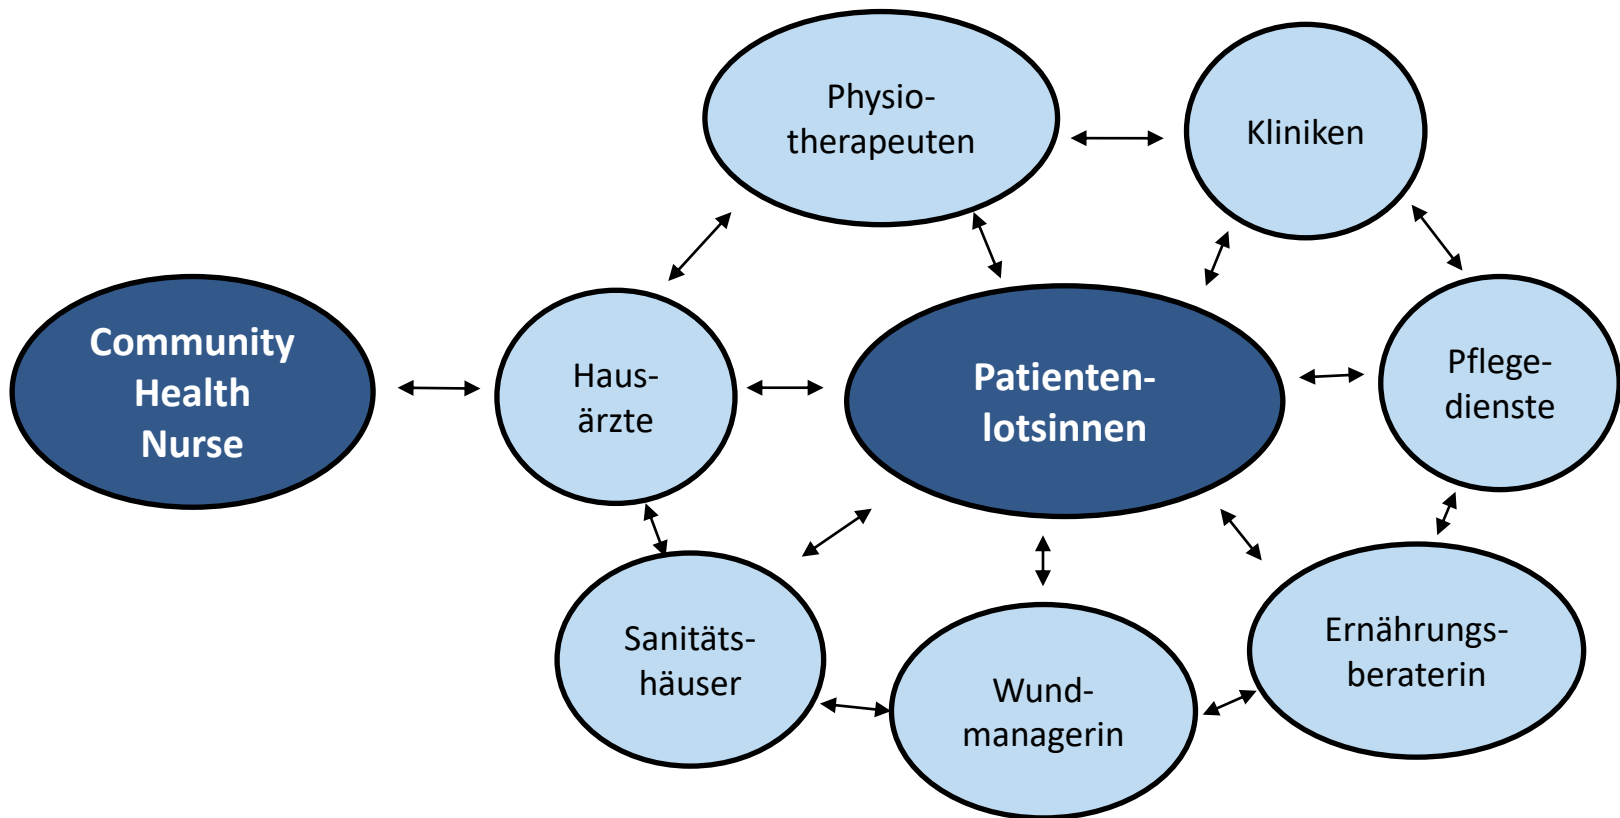 Physio-
therapeuten
Kliniken
Community
Health
Nurse
Haus-
ärzte
Patienten-
lotsinnen
Pflege-
dienste
Sanitäts-
häuser
Wund-
managerin
Ernährungs-
beraterin